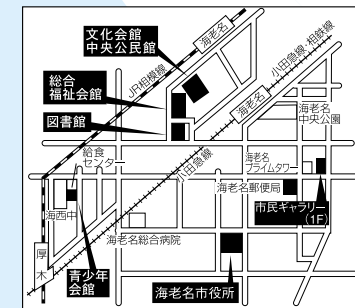 文化会館
中央公民館
海老名
小田急線・相鉄線
JR相模線
総合
福祉会館
海老名
海老名
中央公園
図書館
給食
センター
小田急線
海老名
プライムタワー
海老名郵便局
市民ギャラリー
(1F)
海西中
海老名総合病院
厚木
青少年
会館
海老名市役所